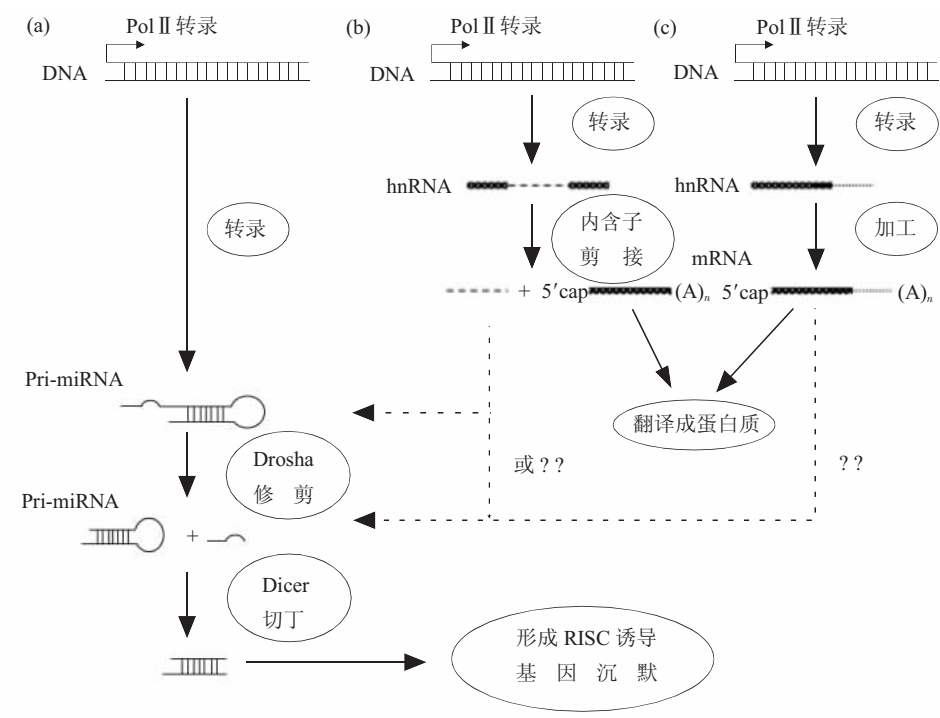 (a)
Pol Ⅱ 转录
DNA
转录
Pri-miRNA
Drosha
修 剪
Pri-miRNA
+
Dicer
切丁
形成 RISC 诱导
基 因 沉 默
(b)
Pol Ⅱ 转录
DNA
转录
hnRNA
内含子
剪 接
+ 5′cap (A)n
或 ? ?
翻译成蛋白质
(c)
Pol Ⅱ 转录
DNA
转录
hnRNA
加工
mRNA
5′cap (A)n
? ?